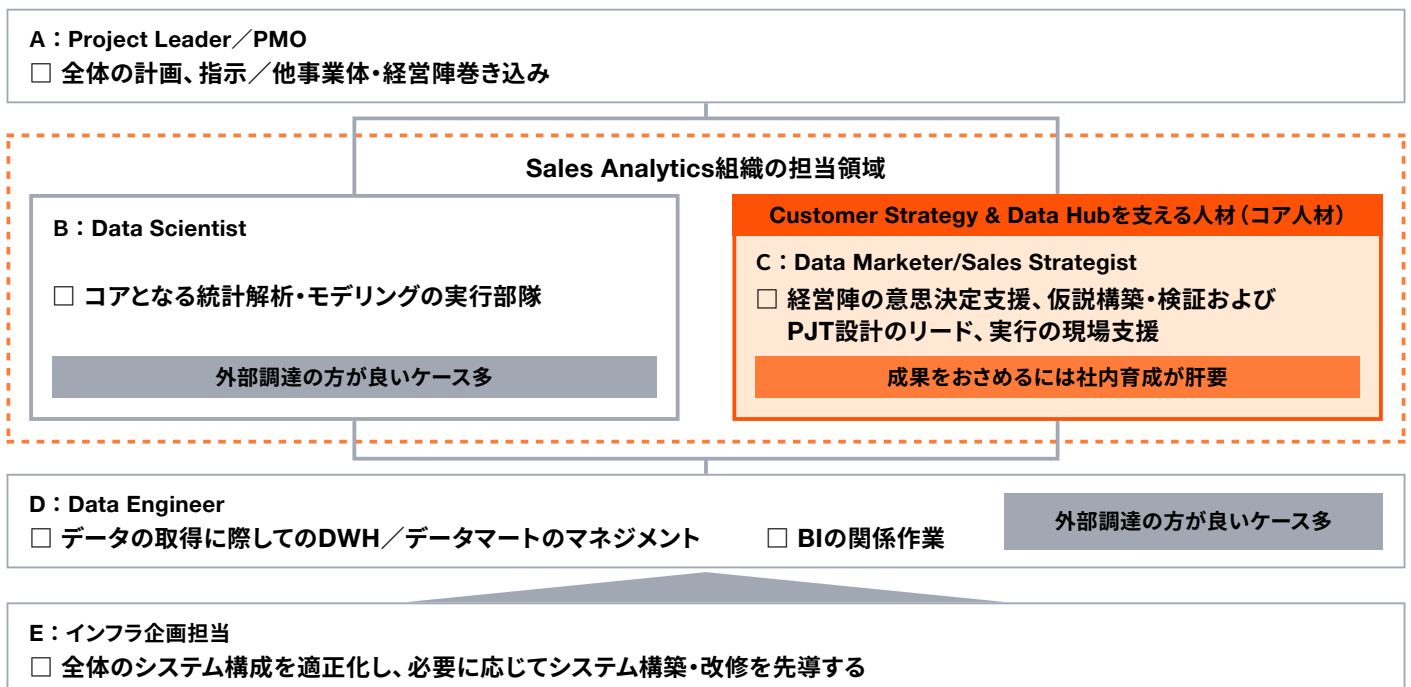 A：Project Leader／PMO
□ 全体の計画、指示／他事業体・経営陣巻き込み
Sales Analytics組織の担当領域
B：Data Scientist
□ コアとなる統計解析・モデリングの実行部隊
外部調達の方が良いケース多
Customer Strategy & Data Hubを支える人材（コア人材）
C：Data Marketer/Sales Strategist
□ 経営陣の意思決定支援、仮説構築・検証および
PJT設計のリード、実行の現場支援
成果をおさめるには社内育成が肝要
D：Data Engineer
□ データの取得に際してのDWH／データマートのマネジメント　□ BIの関係作業
外部調達の方が良いケース多
E：インフラ企画担当
□ 全体のシステム構成を適正化し、必要に応じてシステム構築・改修を先導する